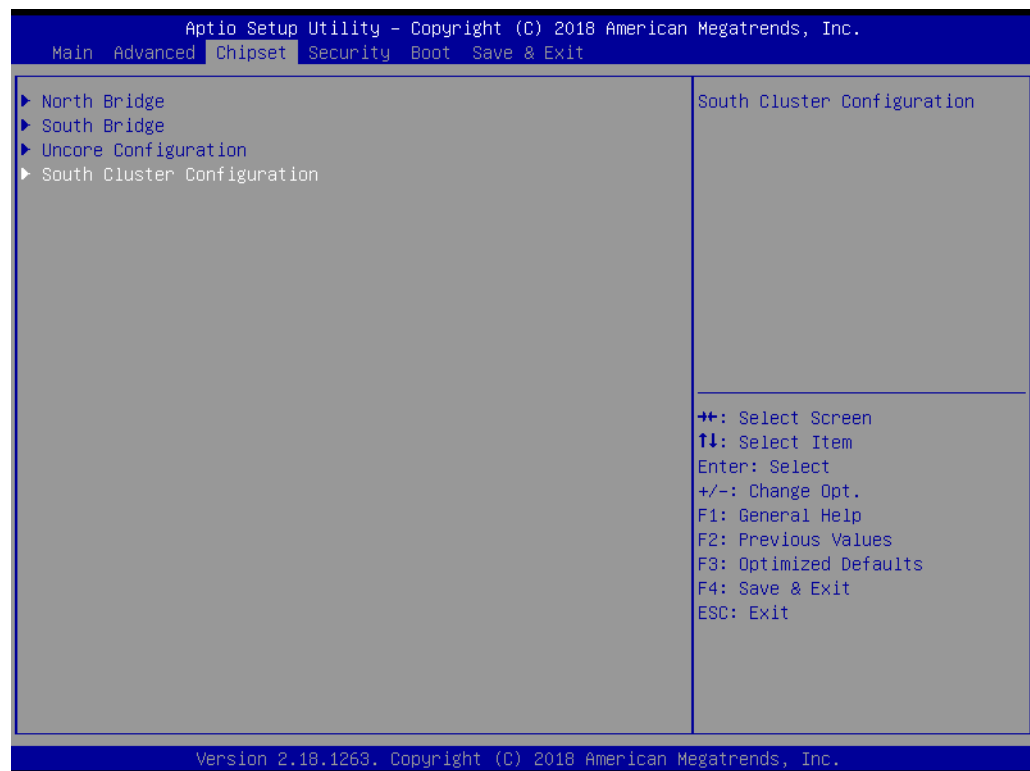 Aptio Setup Utility – Copyright (C) 2018 American Megatrends, Inc.
Main Advanced Chipset Security Boot Save & Exit
▶ North Bridge
▶ South Bridge
▶ Uncore Configuration
▶ South Cluster Configuration
South Cluster Configuration
→←: Select Screen
↑↓: Select Item
Enter: Select
+/-: Change Opt.
F1: General Help
F2: Previous Values
F3: Optimized Defaults
F4: Save & Exit
ESC: Exit
Version 2.18.1263. Copyright (C) 2018 American Megatrends, Inc.